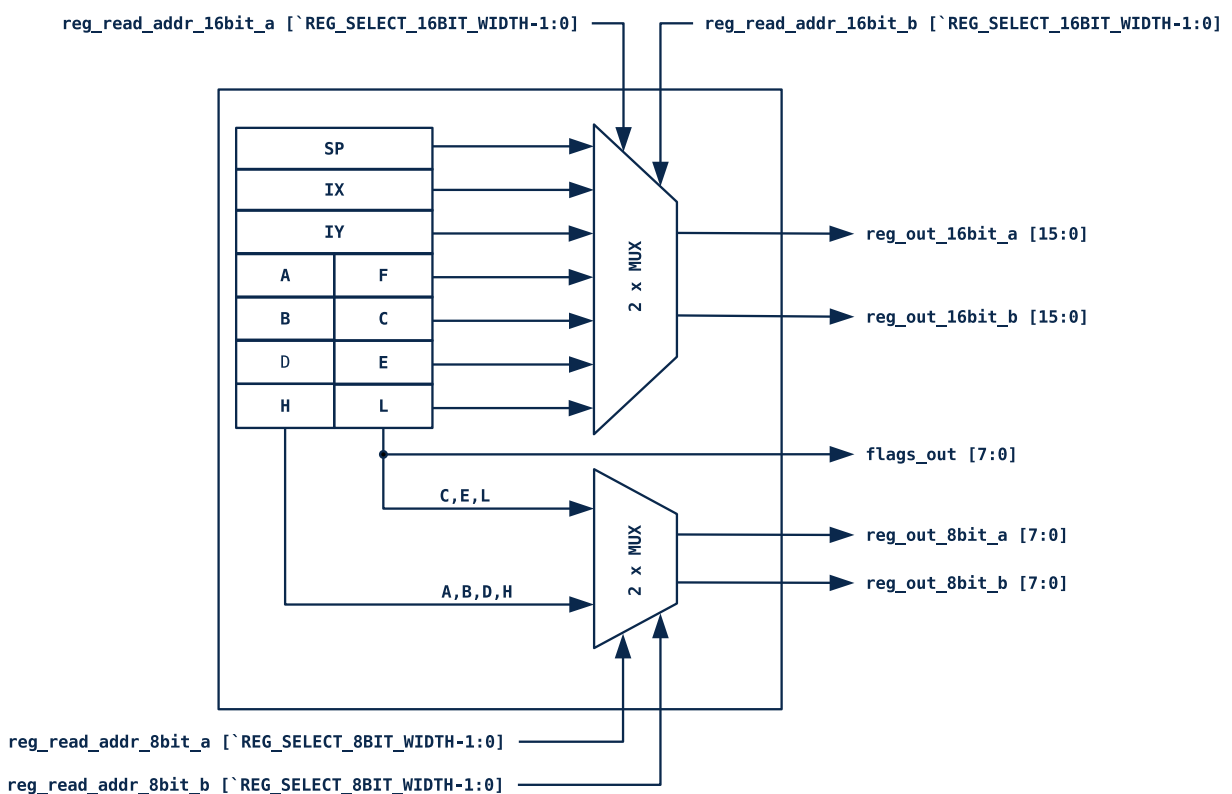 reg_read_addr_16bit_a [`REG_SELECT_16BIT_WIDTH-1:0]
reg_read_addr_16bit_b [`REG_SELECT_16BIT_WIDTH-1:0]
SP
IX
IY
A F
B C
D E
H L
2 x MUX
reg_out_16bit_a [15:0]
reg_out_16bit_b [15:0]
flags_out [7:0]
C,E,L
A,B,D,H
2 x MUX
reg_out_8bit_a [7:0]
reg_out_8bit_b [7:0]
reg_read_addr_8bit_a [`REG_SELECT_8BIT_WIDTH-1:0]
reg_read_addr_8bit_b [`REG_SELECT_8BIT_WIDTH-1:0]